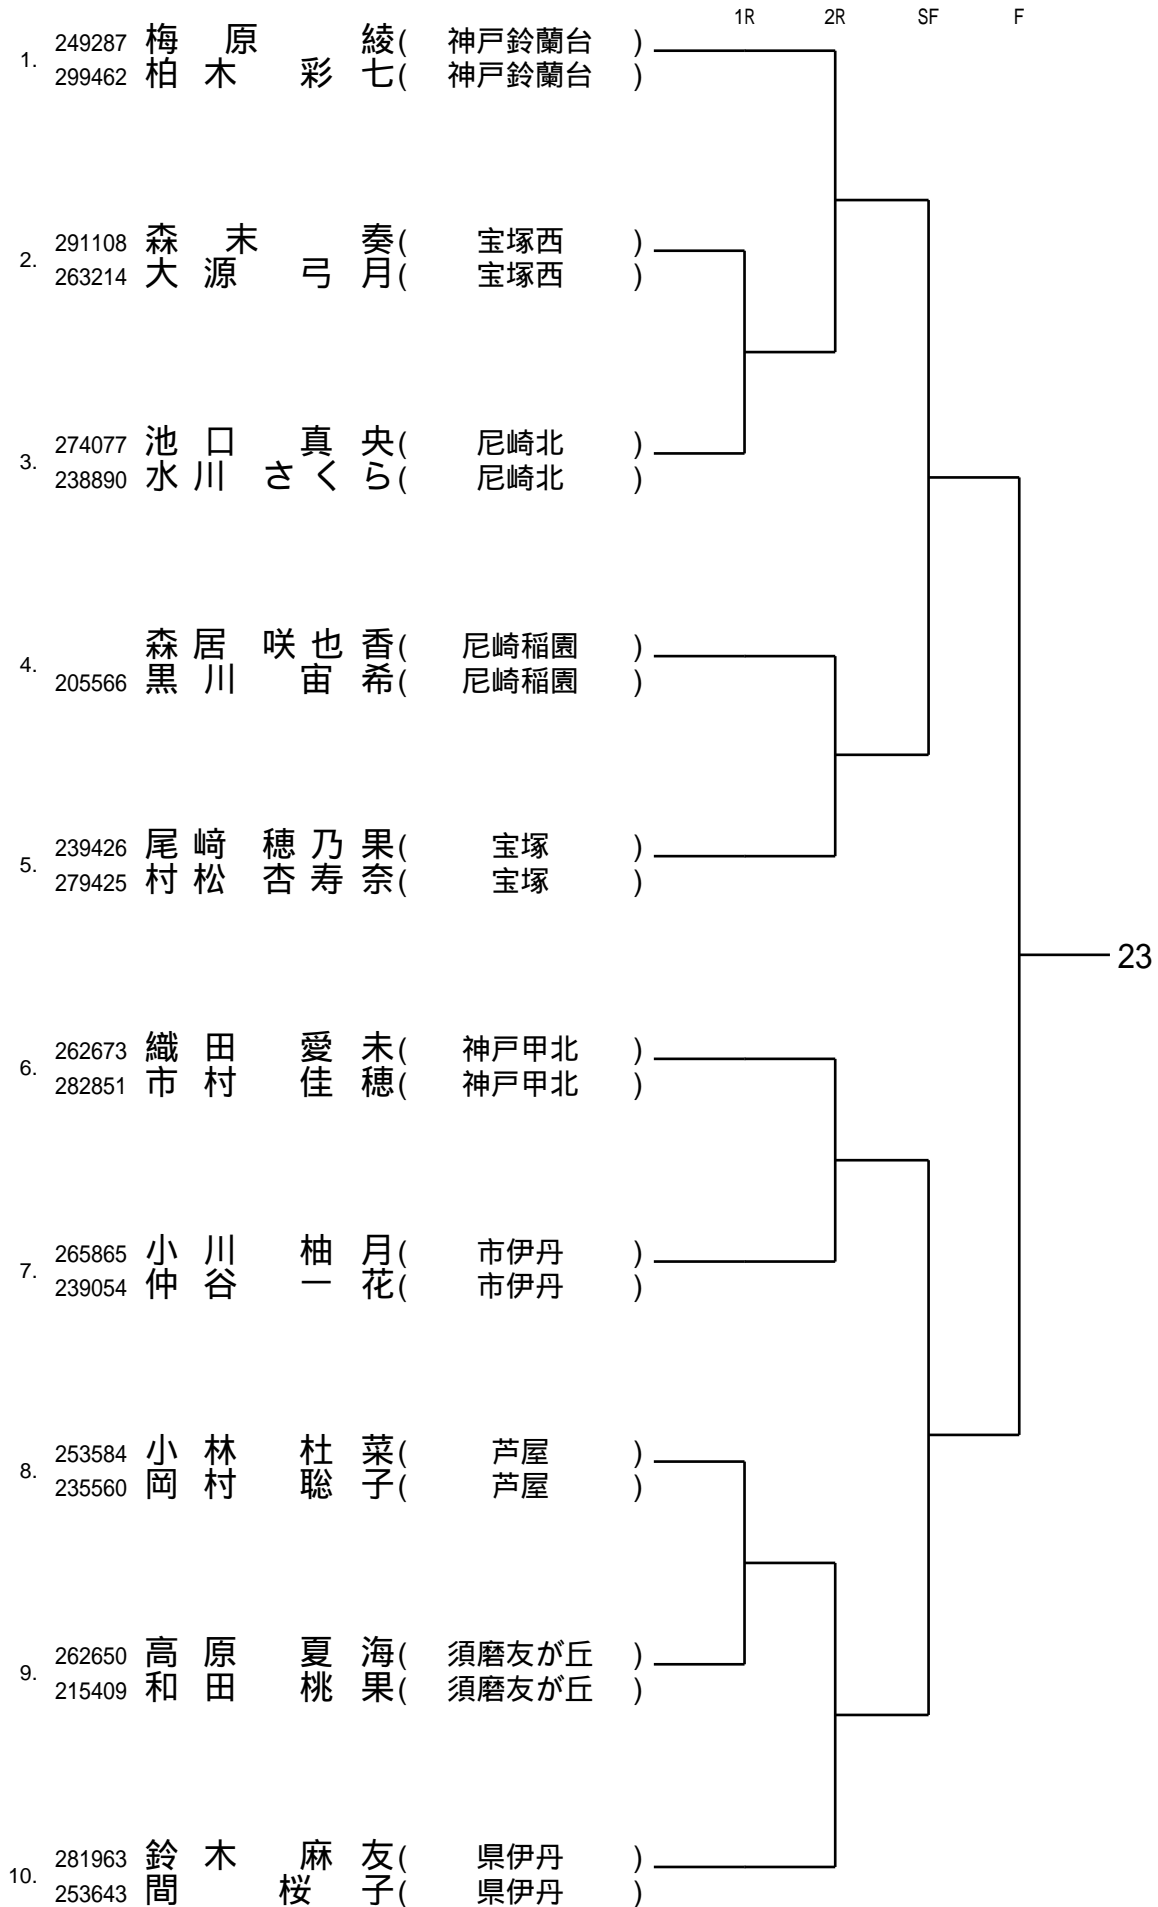 1R 2R SF F
1. 249287 梅原 綾( 神戸鈴蘭台 )
299462 柏木 彩七( 神戸鈴蘭台 )
2. 291108 森末 奏( 宝塚西 )
263214 大源 弓月( 宝塚西 )
3. 274077 池口 真央( 尼崎北 )
238890 水川 さくら( 尼崎北 )
4. 森居 咲也香( 尼崎稲園 )
205566 黒川 宙希( 尼崎稲園 )
5. 239426 尾﨑 穂乃果( 宝塚 )
279425 村松 杏寿奈( 宝塚 )
23
6. 262673 織田 愛未( 神戸甲北 )
282851 市村 佳穂( 神戸甲北 )
7. 265865 小川 柚月( 市伊丹 )
239054 仲谷 一花( 市伊丹 )
8. 253584 小林 杜菜( 芦屋 )
235560 岡村 聡子( 芦屋 )
9. 262650 高原 夏海( 須磨友が丘 )
215409 和田 桃果( 須磨友が丘 )
10. 281963 鈴木 麻友( 県伊丹 )
253643 間 桜子( 県伊丹 )